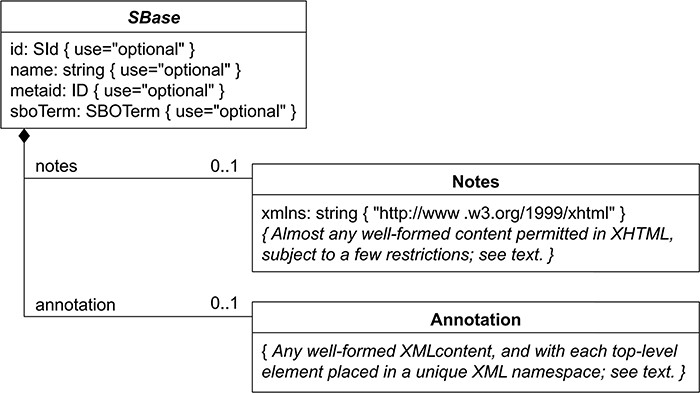 SBase
id: SId { use="optional" }
name: string { use="optional" }
metaid: ID { use="optional" }
sboTerm: SBOTerm { use="optional" }
notes 0..1
Notes
xmlns: string { "http://www .w3.org/1999/xhtml" }
{ Almost any well-formed content permitted in XHTML,
subject to a few restrictions; see text. }
annotation 0..1
Annotation
{ Any well-formed XMLcontent, and with each top-level
element placed in a unique XML namespace; see text. }